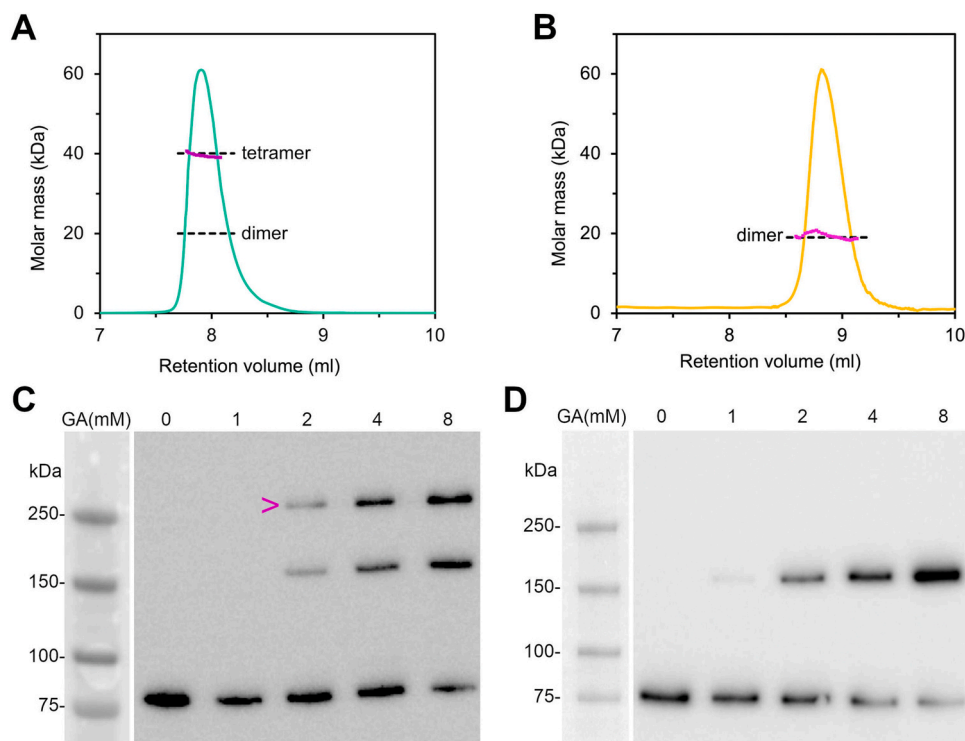 A
60
40
20
0
Molar mass (kDa)
tetramer
dimer
7 8 9 10
Retention volume (ml)
B
60
40
20
0
Molar mass (kDa)
dimer
7 8 9 10
Retention volume (ml)
C
GA(mM) 0 1 2 4 8
kDa
250-
150-
100-
75-
>
D
GA(mM) 0 1 2 4 8
kDa
250-
150-
100-
75-